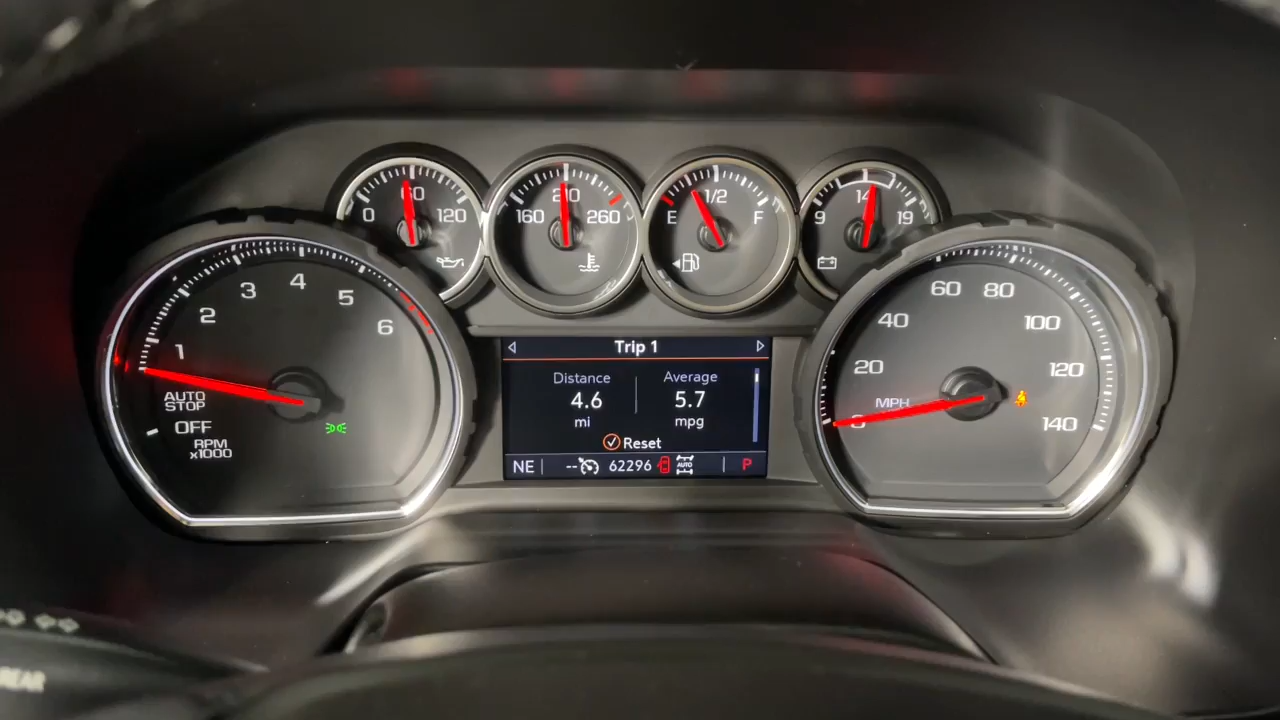 0 60 120
160 210 260
E 1/2 F
9 14 19
1 2 3 4 5 6
AUTO
STOP
OFF
RPM
x1000
Trip 1
Distance Average
4.6 5.7
mi mpg
Reset
NE -- 62296 AUTO P
0 20 40 60 80 100 120 140
MPH
REAR